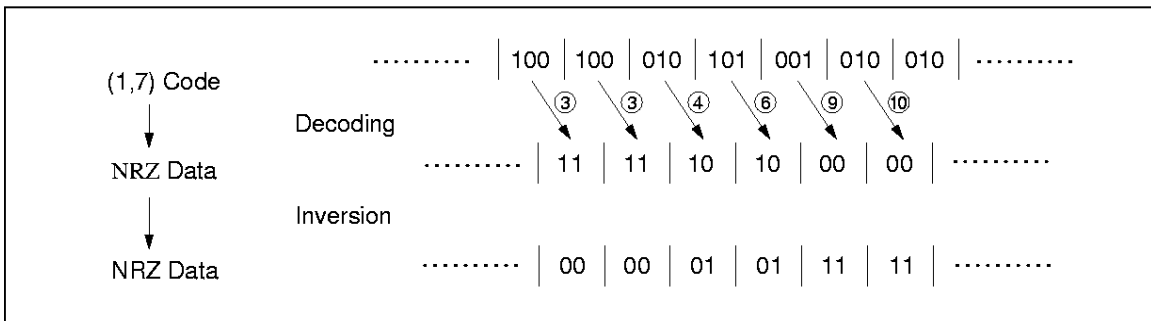 ·········· | 100 | 100 | 010 | 101 | 001 | 010 | 010 | ··········
(1,7) Code
③ ③ ④ ⑥ ⑨ ⑩
Decoding
NRZ Data
·········· | 11 | 11 | 10 | 10 | 00 | 00 | ··········
Inversion
NRZ Data
·········· | 00 | 00 | 01 | 01 | 11 | 11 | ··········